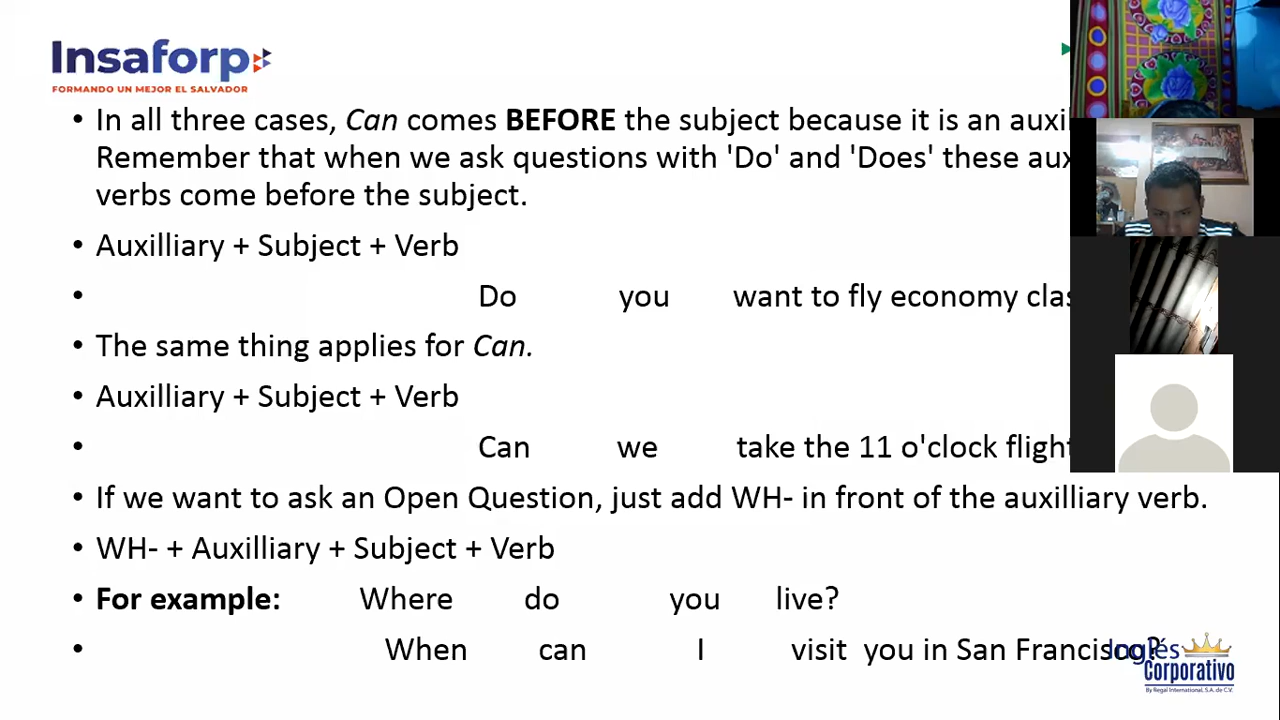 Insaforp
FORMANDO UN MEJOR EL SALVADOR
• In all three cases, Can comes BEFORE the subject because it is an
Remember that when we ask questions with 'Do' and 'Does' these
verbs come before the subject.
• Auxilliary + Subject + Verb
• Do you want to fly economy
• The same thing applies for Can.
• Auxilliary + Subject + Verb
• Can we take the 11 o'clock flight
• If we want to ask an Open Question, just add WH- in front of the auxilliary verb.
• WH- + Auxilliary + Subject + Verb
• For example: Where do you live?
• When can I visit you in San Francisco?
Inglés
Corporativo
By Regal International, S.A. de C.V.